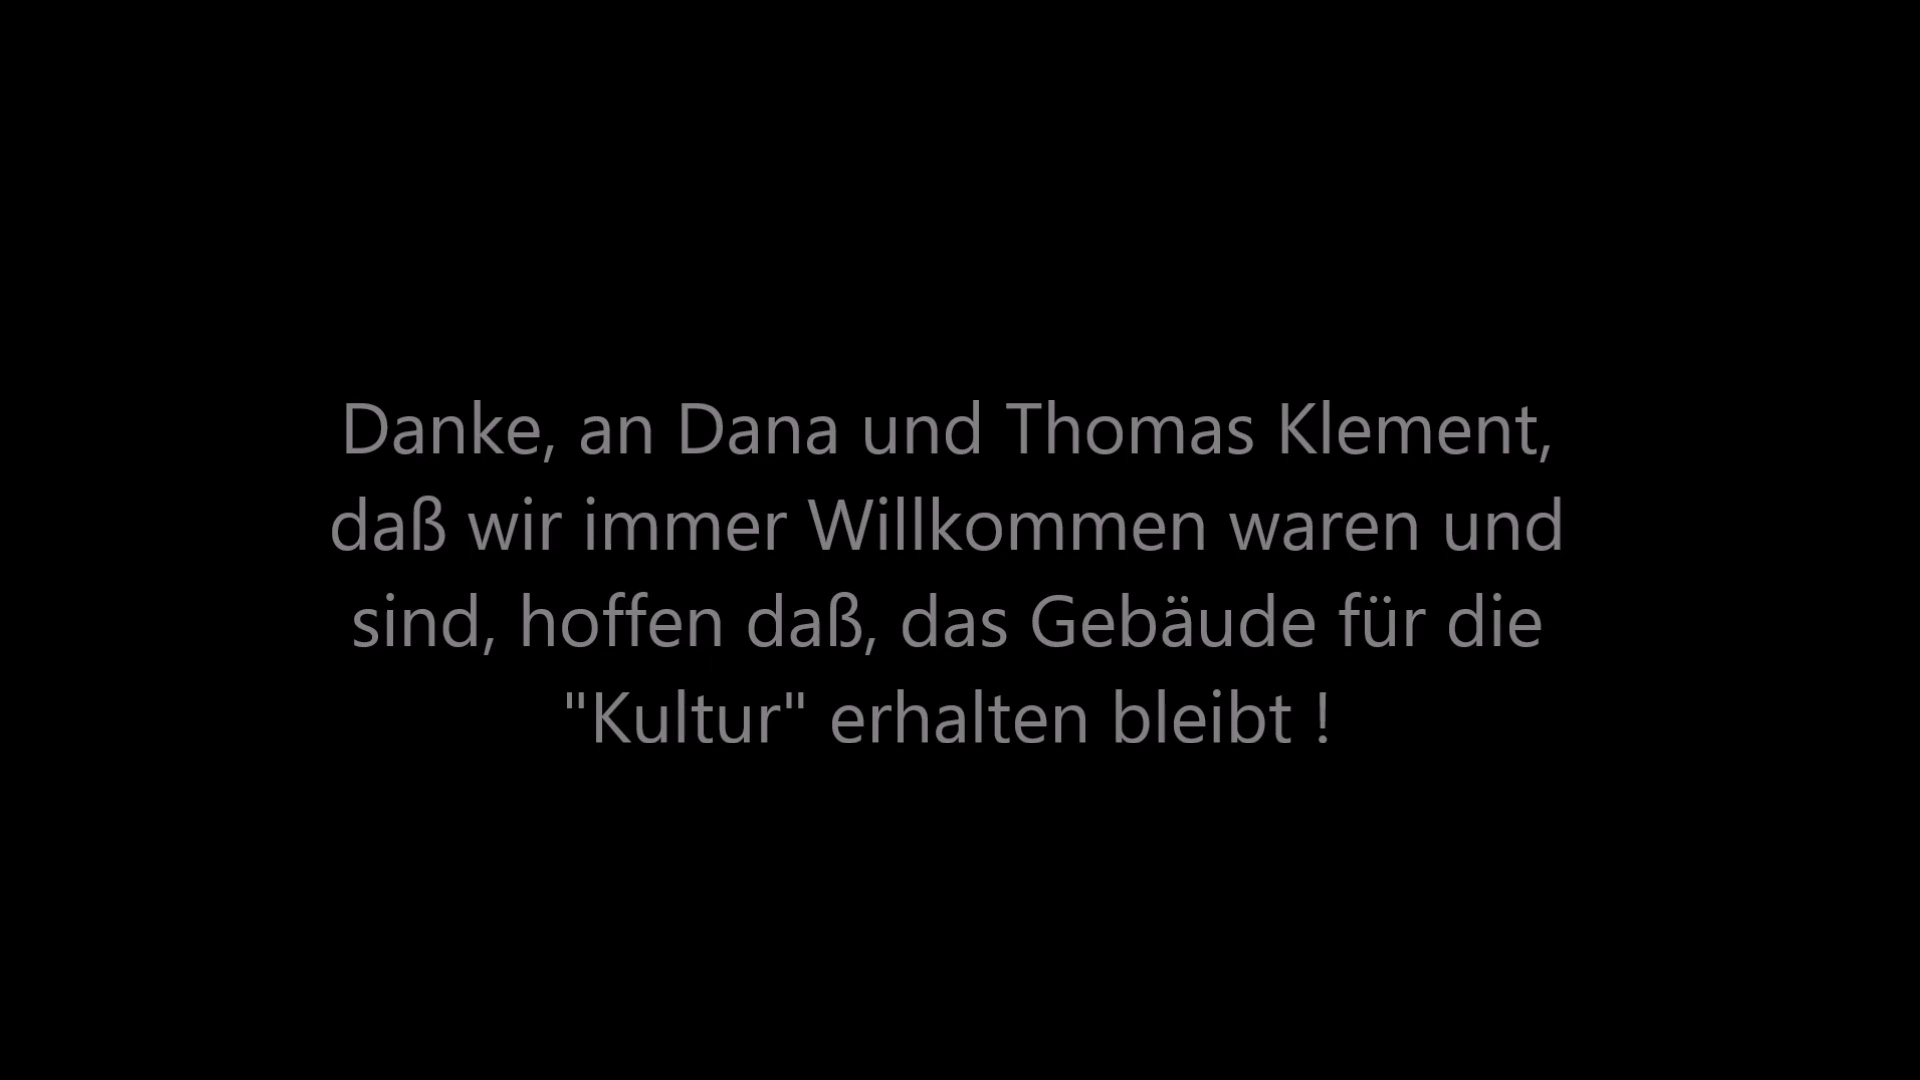 Danke, an Dana und Thomas Klement,
daß wir immer Willkommen waren und
sind, hoffen daß, das Gebäude für die
"Kultur" erhalten bleibt !